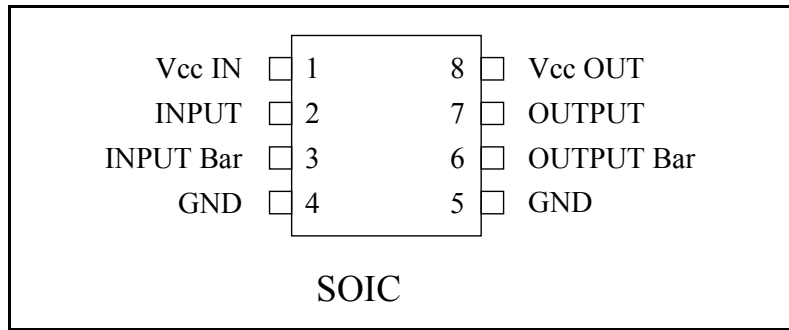 Vcc IN 1 8 Vcc OUT
INPUT 2 7 OUTPUT
INPUT Bar 3 6 OUTPUT Bar
GND 4 5 GND
SOIC